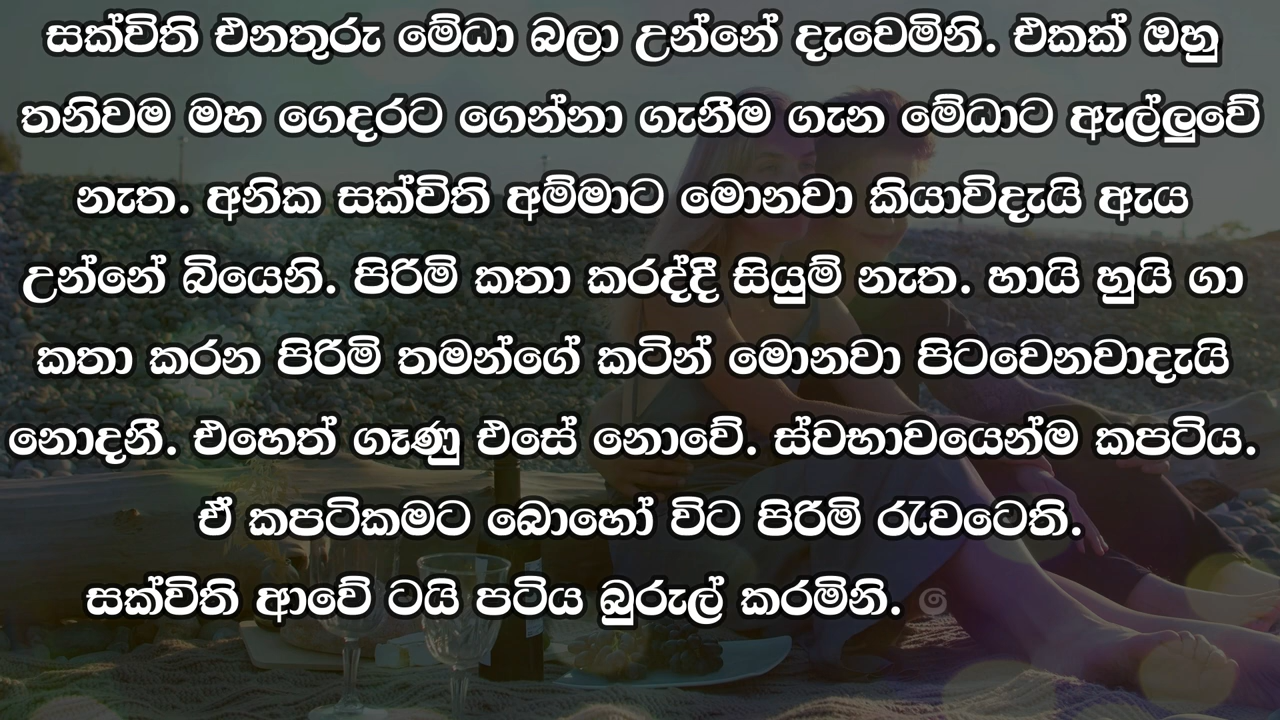 සක්විති එනතුරු මේධා බලා උන්නේ දැවෙමිනි. එකක් ඔහු
තනිවම මහ ගෙදරට ගෙන්නා ගැනීම ගැන මේධාට ඇල්ලුවේ
නැත. අනික සක්විති අම්මාට මොනවා කියාවිදැයි ඇය
උන්නේ බියෙනි. පිරිමි කතා කරද්දී සියුම් නැත. හායි හුයි ගා
කතා කරන පිරිමි තමන්ගේ කටින් මොනවා පිටවෙනවාදැයි
නොදනී. එහෙත් ගෑණු එසේ නොවේ. ස්වභාවයෙන්ම කපටිය.
ඒ කපටිකමට බොහෝ විට පිරිමි රැවටෙති.
සක්විති ආවේ ටයි පටිය බුරුල් කරමිනි.